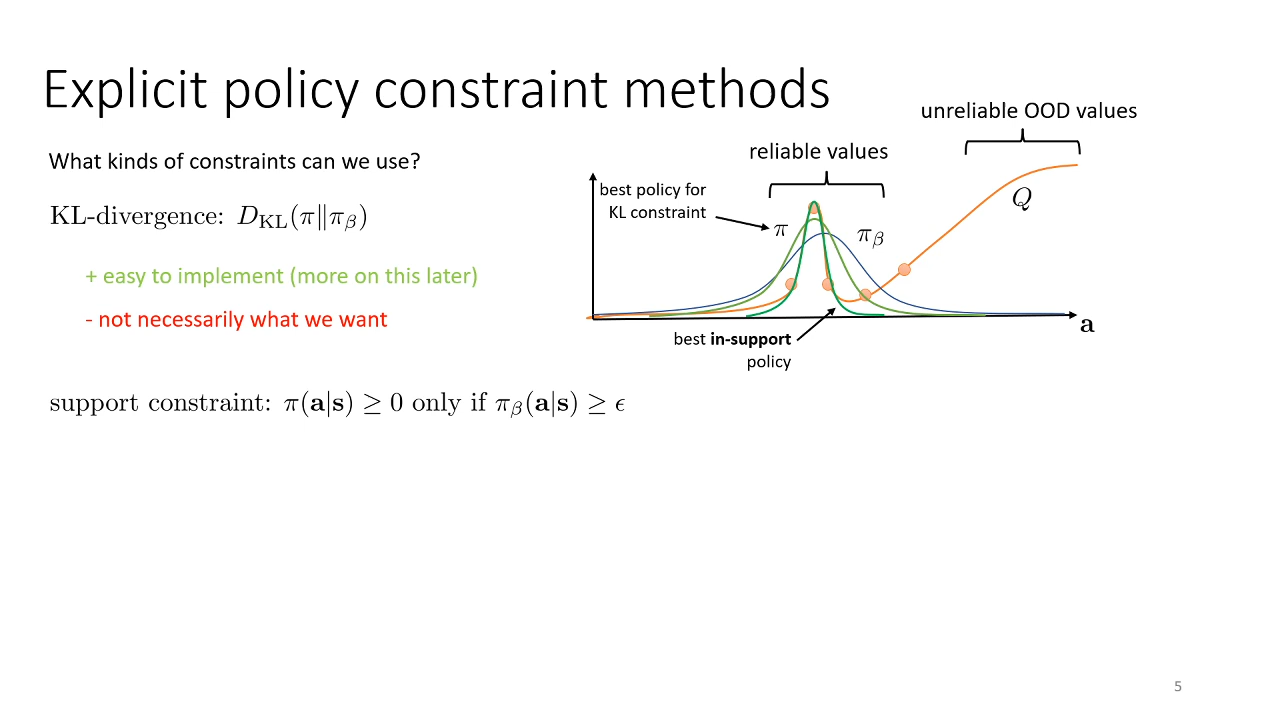 Explicit policy constraint methods
What kinds of constraints can we use?
KL-divergence: D_KL(π‖π_β)
+ easy to implement (more on this later)
- not necessarily what we want
support constraint: π(a|s) ≥ 0 only if π_β(a|s) ≥ ϵ
unreliable OOD values
reliable values
best policy for
KL constraint
π
π_β
Q
a
best in-support
policy
5